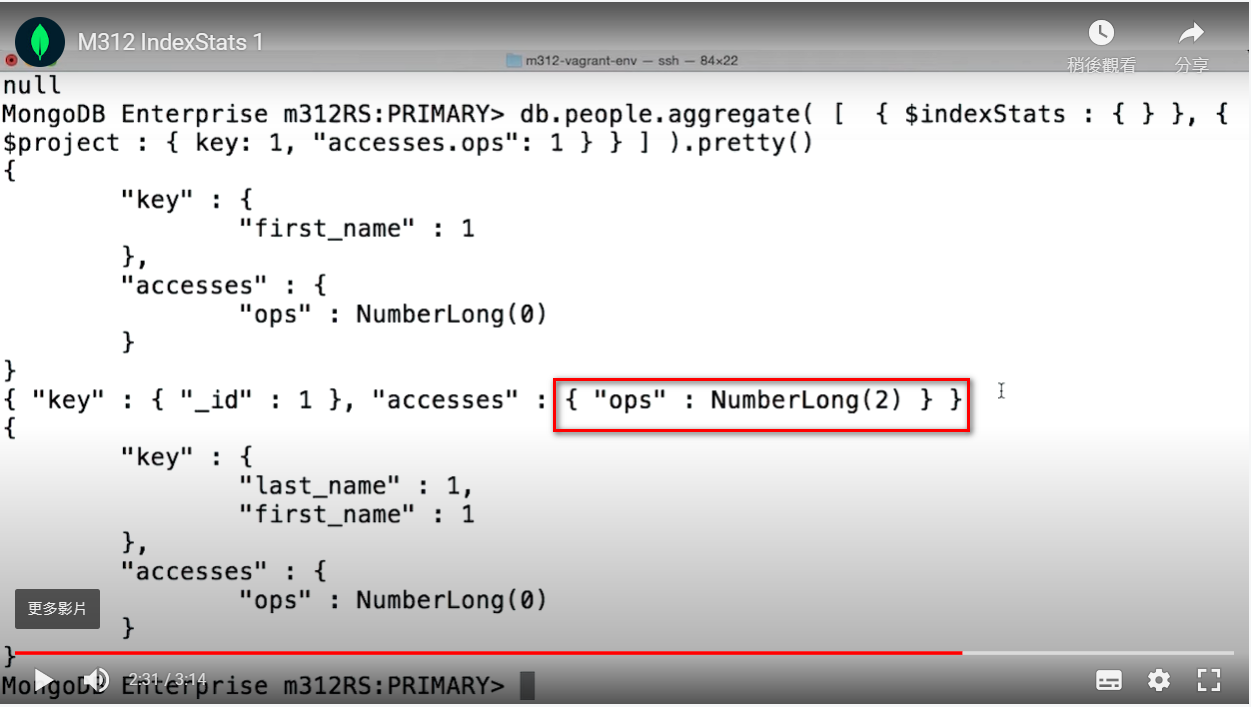 M312 IndexStats 1
稍後觀看
分享
m312-vagrant-env — ssh — 84×22
null
MongoDB Enterprise m312RS:PRIMARY> db.people.aggregate( [  { $indexStats : { } }, {
$project : { key: 1, "accesses.ops": 1 } } ] ).pretty()
{
"key" : {
"first_name" : 1
},
"accesses" : {
"ops" : NumberLong(0)
}
}
{ "key" : { "_id" : 1 }, "accesses" : { "ops" : NumberLong(2) } }
{
"key" : {
"last_name" : 1,
"first_name" : 1
},
"accesses" : {
"ops" : NumberLong(0)
}
}
更多影片
2:31 / 3:14
MongoDB Enterprise m312RS:PRIMARY>